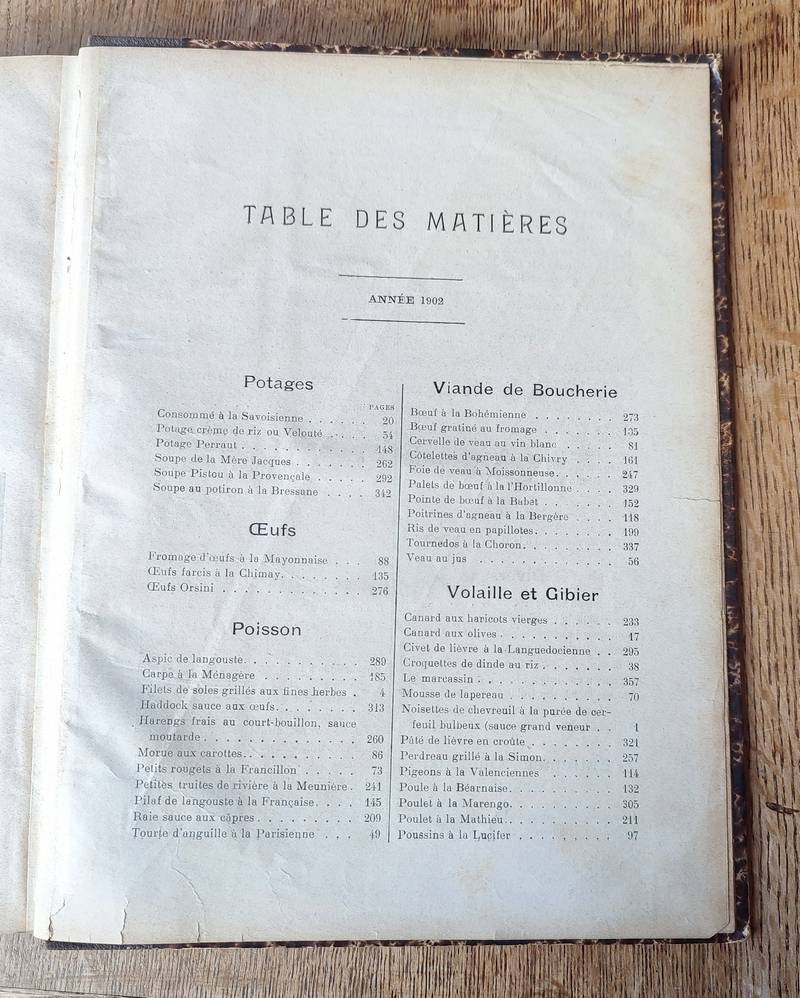 TABLE DES MATIÈRES
ANNÉE 1902
Potages
PAGES
Consommé à la Savoisienne . . . . . . 20
Potage crème de riz ou Velouté . . . . . 54
Potage Perraut . . . . . . . . . . . . 148
Soupe de la Mère Jacques . . . . . . . 262
Soupe Pistou à la Provençale . . . . . 292
Soupe au potiron à la Bressane . . . . 342
Œufs
Fromage d'œufs à la Mayonnaise . . . 88
Œufs farcis à la Chimay. . . . . . . . 135
Œufs Orsini . . . . . . . . . . . . . 276
Poisson
Aspic de langouste. . . . . . . . . . . 289
Carpe à la Ménagère . . . . . . . . . 185
Filets de soles grillés aux fines herbes . 4
Haddock sauce aux œufs. . . . . . . . 313
Harengs frais au court-bouillon, sauce
moutarde . . . . . . . . . . . . . . 260
Morue aux carottes. . . . . . . . . . . 86
Petits rougets à la Francillon . . . . . 73
Petites truites de rivière à la Meunière . 241
Pilaf de langouste à la Française. . . . 145
Raie sauce aux câpres . . . . . . . . . 209
Tourte d'anguille à la Parisienne . . . 49
Viande de Boucherie
Bœuf à la Bohémienne . . . . . . . . 273
Bœuf gratiné au fromage . . . . . . 105
Cervelle de veau au vin blanc . . . . 81
Côtelettes d'agneau à la Chivry . . . . 161
Foie de veau à Moissonneuse. . . . . 247
Palets de bœuf à la l'Hortillonne . . . . 329
Pointe de bœuf à la Babat . . . . . . 152
Poitrines d'agneau à la Bergère . . . . 118
Ris de veau en papillotes. . . . . . . 199
Tournedos à la Choron. . . . . . . . . 337
Veau au jus . . . . . . . . . . . . . 56
Volaille et Gibier
Canard aux haricots vierges . . . . . . 233
Canard aux olives . . . . . . . . . . . 17
Civet de lièvre à la Languedocienne . . 295
Croquettes de dinde au riz . . . . . . . 38
Le marcassin . . . . . . . . . . . . . 357
Mousse de lapereau . . . . . . . . . . 70
Noisettes de chevreuil à la purée de cer-
feuil bulbeux (sauce grand veneur . . 1
Pâté de lièvre en croûte . . . . . . . . 321
Perdreau grillé à la Simon. . . . . . . 257
Pigeons à la Valenciennes . . . . . . 114
Poule à la Béarnaise. . . . . . . . . . 132
Poulet à la Marengo. . . . . . . . . . 305
Poulet à la Mathieu. . . . . . . . . . . 211
Poussins à la Lucifer . . . . . . . . . 97